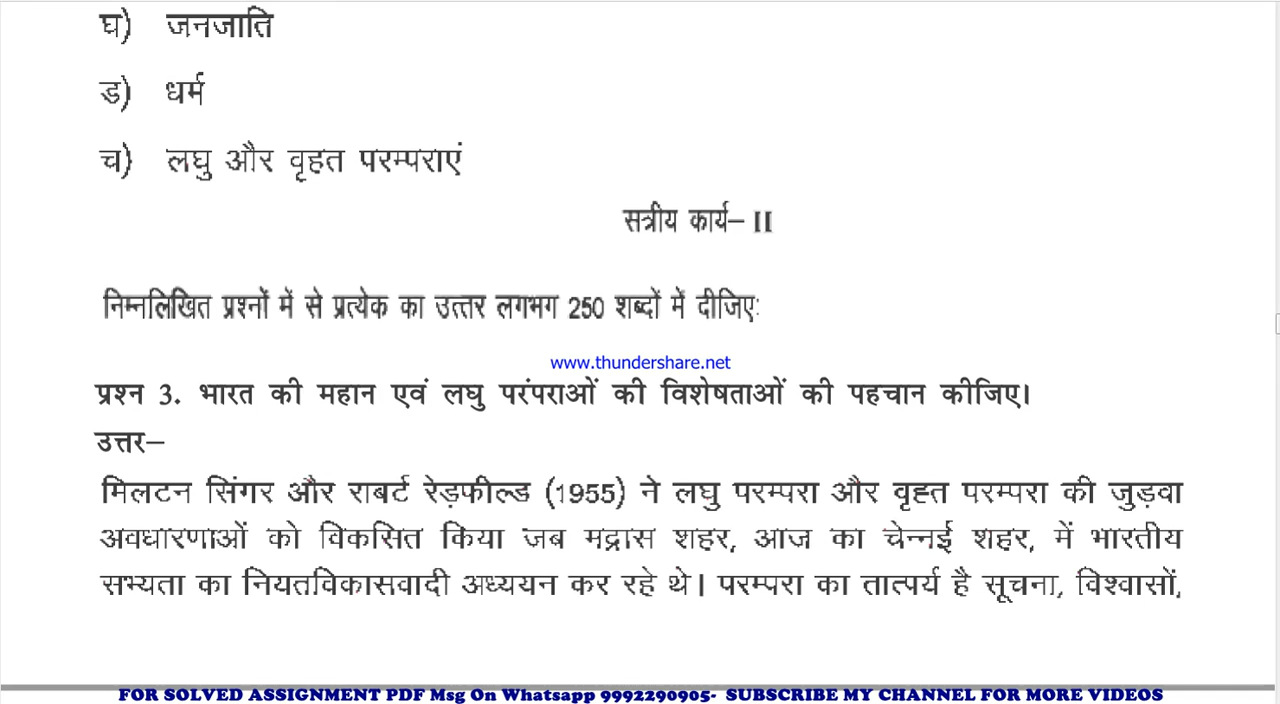 घ) जनजाति
ड) धर्म
च) लघु और वृहत परम्पराएं
सत्रीय कार्य– II
निम्नलिखित प्रश्नों में से प्रत्येक का उत्तर लगभग 250 शब्दों में दीजिए:
www.thundershare.net
प्रश्न 3. भारत की महान एवं लघु परंपराओं की विशेषताओं की पहचान कीजिए।
उत्तर–
मिलटन सिंगर और राबर्ट रेड़फील्ड (1955) ने लघु परम्परा और वृह्त परम्परा की जुड़वा
अवधारणाओं को विकसित किया जब मद्रास शहर, आज का चेन्नई शहर, में भारतीय
सभ्यता का नियतविकासवादी अध्ययन कर रहे थे। परम्परा का तात्पर्य है सूचना, विश्वासों,
FOR SOLVED ASSIGNMENT PDF Msg On Whatsapp 9992290905- SUBSCRIBE MY CHANNEL FOR MORE VIDEOS